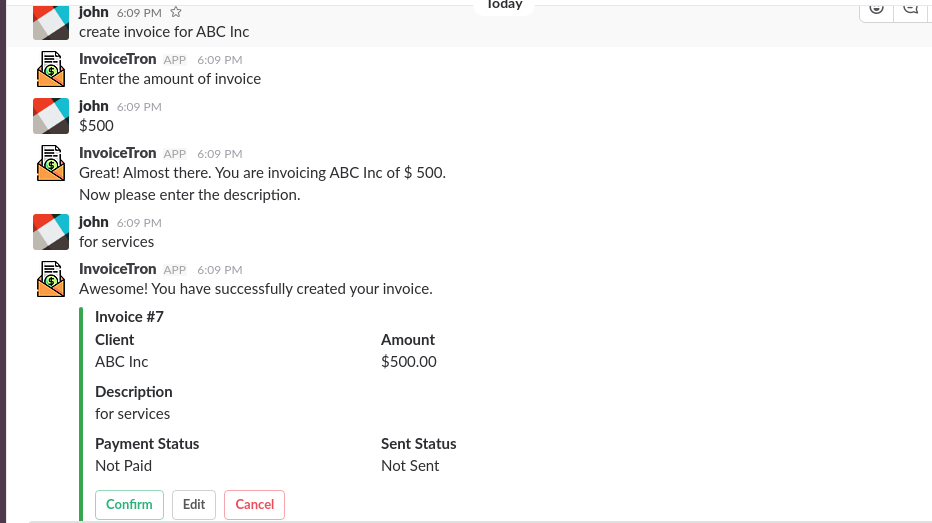 Today
john 6:09 PM
create invoice for ABC Inc
InvoiceTron APP 6:09 PM
Enter the amount of invoice
john 6:09 PM
$500
InvoiceTron APP 6:09 PM
Great! Almost there. You are invoicing ABC Inc of $ 500.
Now please enter the description.
john 6:09 PM
for services
InvoiceTron APP 6:09 PM
Awesome! You have successfully created your invoice.
Invoice #7
Client Amount
ABC Inc $500.00
Description
for services
Payment Status Sent Status
Not Paid Not Sent
Confirm Edit Cancel